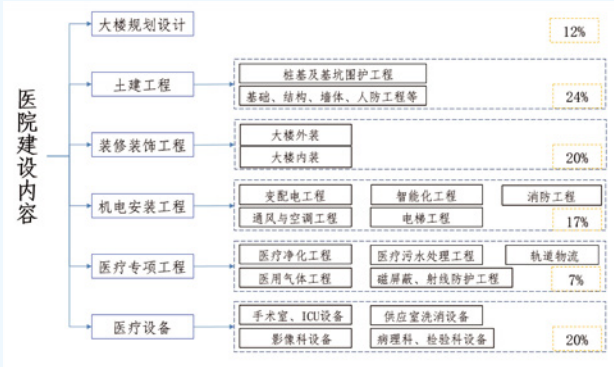 医院建设内容
大楼规划设计
12%
土建工程
桩基及基坑围护工程
基础、结构、墙体、人防工程等
24%
装修装饰工程
大楼外装
大楼内装
20%
机电安装工程
变配电工程 智能化工程 消防工程
通风与空调工程 电梯工程
17%
医疗专项工程
医疗净化工程 医疗污水处理工程 轨道物流
医用气体工程 磁屏蔽、射线防护工程
7%
医疗设备
手术室、ICU设备 供应室洗消设备
影像科设备 病理科、检验科设备
20%